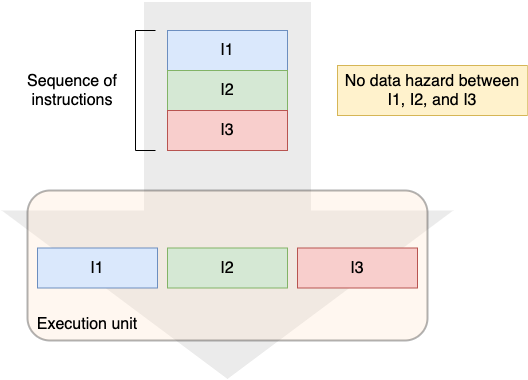 I1
Sequence of
instructions
I2
I3
No data hazard between
I1, I2, and I3
I1
I2
I3
Execution unit